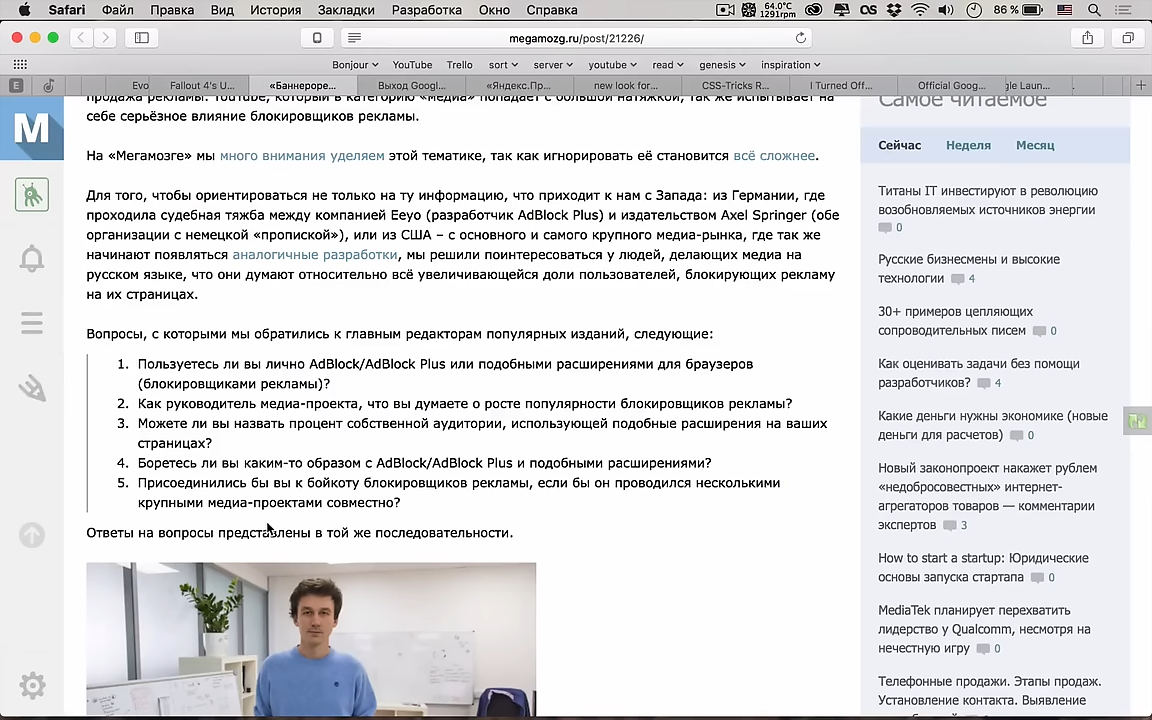 Safari Файл Правка Вид История Закладки Разработка Окно Справка
64.0°C
1291rpm
86 %
megamozg.ru/post/21226/
Bonjour YouTube Trello sort server youtube read genesis inspiration
E Evo Fallout 4's U... «Баннероре... Выход Googl... «Яндекс.Пр... new look for... CSS-Tricks R... I Turned Off... Official Goog... gle Laun...
M
продажа рекламы. YouTube, который в категорию «медиа» попадает с большой натяжкой, так же испытывает на
себе серьёзное влияние блокировщиков рекламы.
На «Мегамозге» мы много внимания уделяем этой тематике, так как игнорировать её становится всё сложнее.
Для того, чтобы ориентироваться не только на ту информацию, что приходит к нам с Запада: из Германии, где
проходила судебная тяжба между компанией Eeyo (разработчик AdBlock Plus) и издательством Axel Springer (обе
организации с немецкой «пропиской»), или из США – с основного и самого крупного медиа-рынка, где так же
начинают появляться аналогичные разработки, мы решили поинтересоваться у людей, делающих медиа на
русском языке, что они думают относительно всё увеличивающейся доли пользователей, блокирующих рекламу
на их страницах.
Вопросы, с которыми мы обратились к главным редакторам популярных изданий, следующие:
1. Пользуетесь ли вы лично AdBlock/AdBlock Plus или подобными расширениями для браузеров
(блокировщиками рекламы)?
2. Как руководитель медиа-проекта, что вы думаете о росте популярности блокировщиков рекламы?
3. Можете ли вы назвать процент собственной аудитории, использующей подобные расширения на ваших
страницах?
4. Боретесь ли вы каким-то образом с AdBlock/AdBlock Plus и подобными расширениями?
5. Присоединились бы вы к бойкоту блокировщиков рекламы, если бы он проводился несколькими
крупными медиа-проектами совместно?
Ответы на вопросы представлены в той же последовательности.
Самое читаемое
Сейчас Неделя Месяц
Титаны IT инвестируют в революцию
возобновляемых источников энергии
0
Русские бизнесмены и высокие
технологии 4
30+ примеров цепляющих
сопроводительных писем 0
Как оценивать задачи без помощи
разработчиков? 4
Какие деньги нужны экономике (новые
деньги для расчетов) 0
Новый законопроект накажет рублем
«недобросовестных» интернет-
агрегаторов товаров — комментарии
экспертов 3
How to start a startup: Юридические
основы запуска стартапа 0
MediaTek планирует перехватить
лидерство у Qualcomm, несмотря на
нечестную игру 0
Телефонные продажи. Этапы продаж.
Установление контакта. Выявление